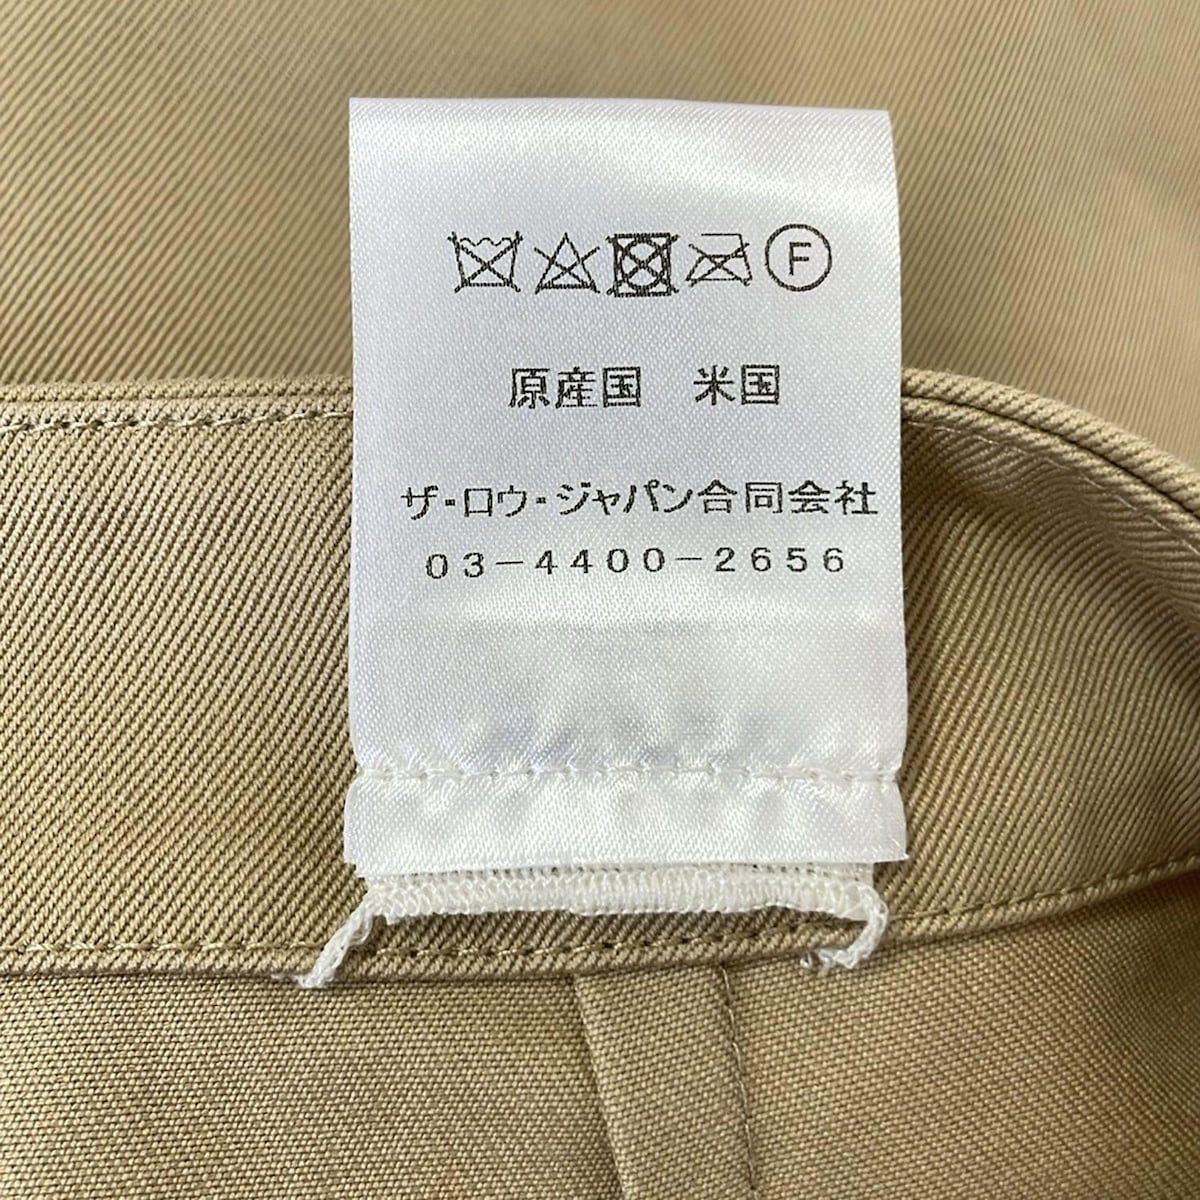 F
原産国 米国
ザ・ロウ・ジャパン合同会社
03-4400-2656